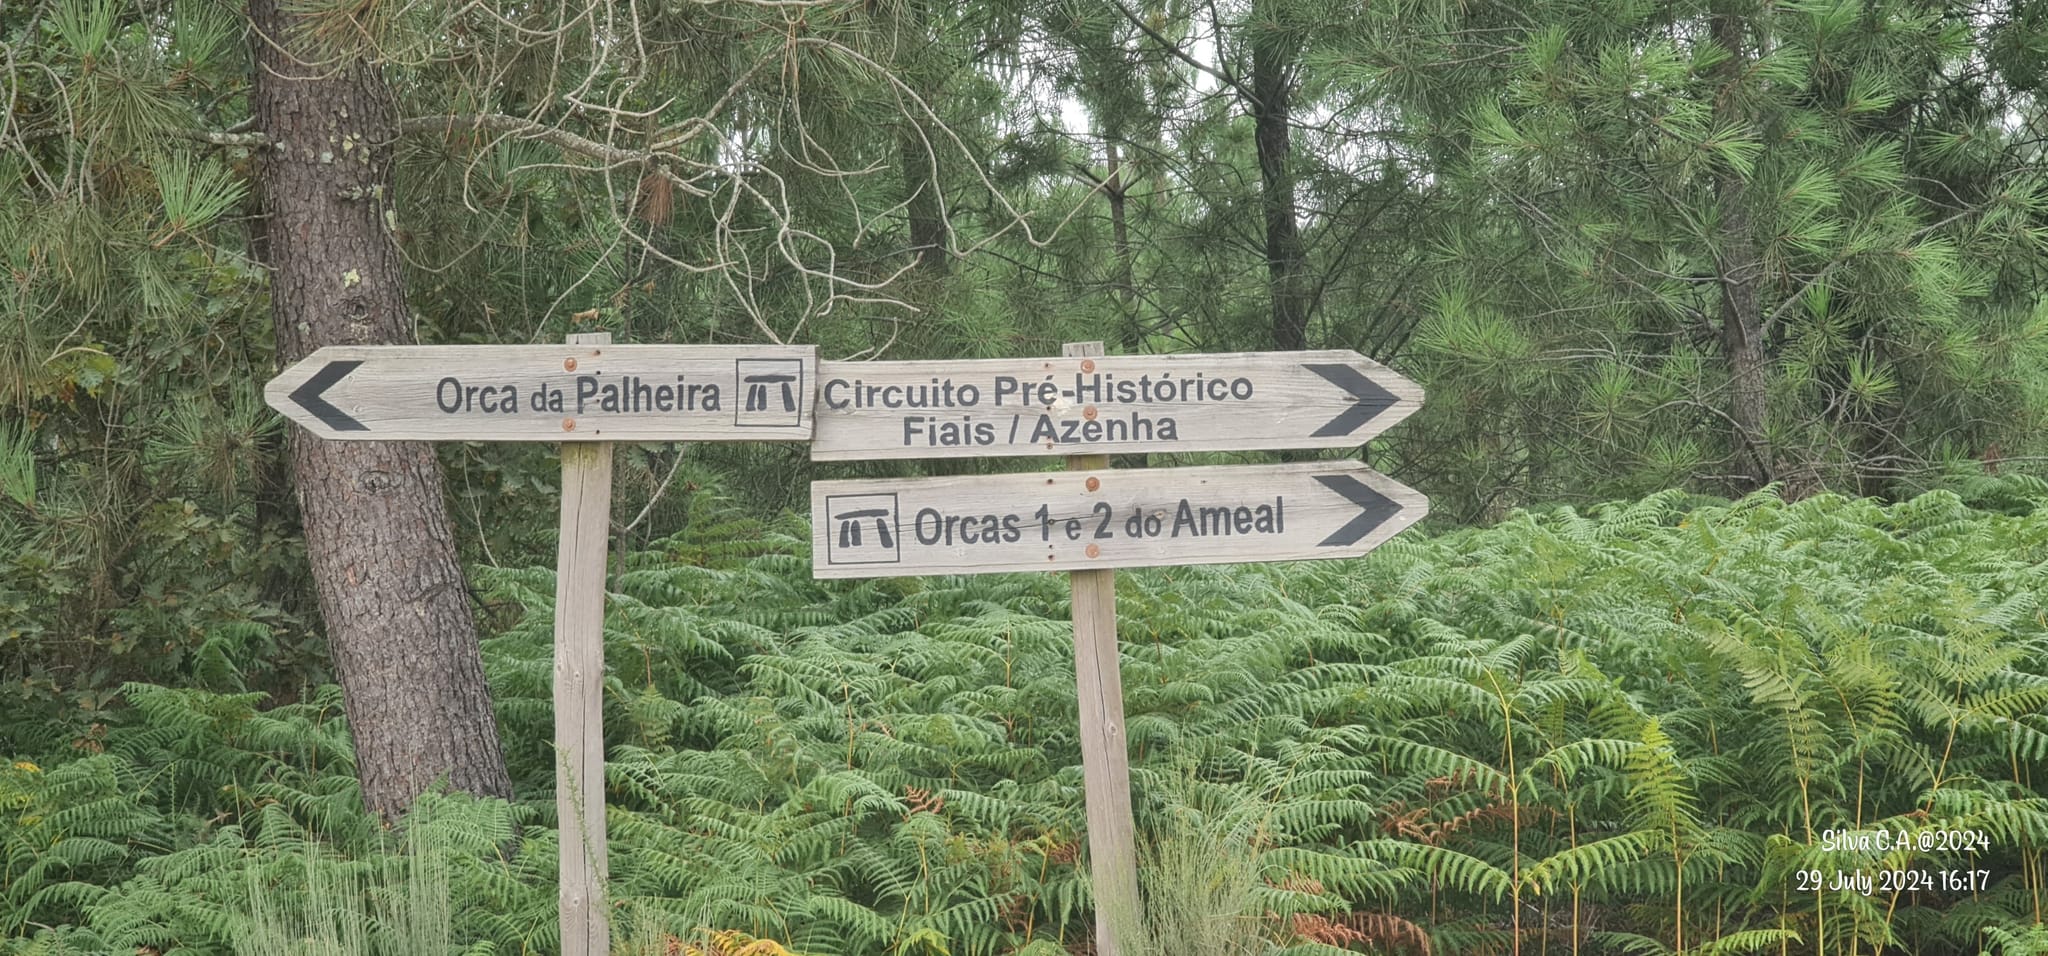 Orca da Palheira
Circuito Pré-Histórico
Fiais / Azenha
Orcas 1 e 2 do Ameal
Silva C.A.@2024
29 July 2024 16:17